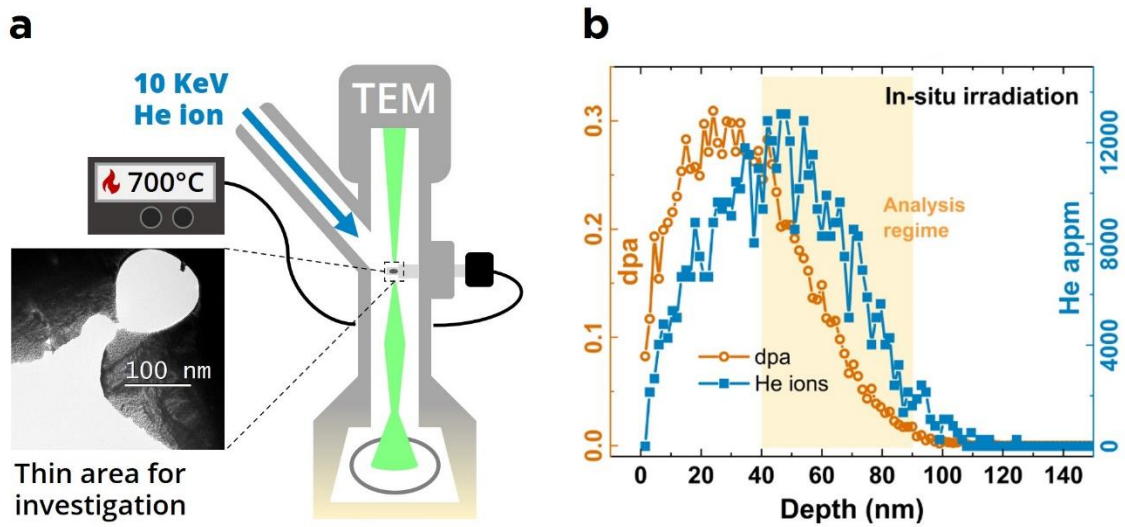 a
10 KeV
He ion
TEM
700°C
100 nm
Thin area for
investigation
b
In-situ irradiation
Analysis
regime
dpa
He ions
dpa
0.3
0.2
0.1
0.0
He appm
12000
8000
4000
0
0 20 40 60 80 100 120 140
Depth (nm)